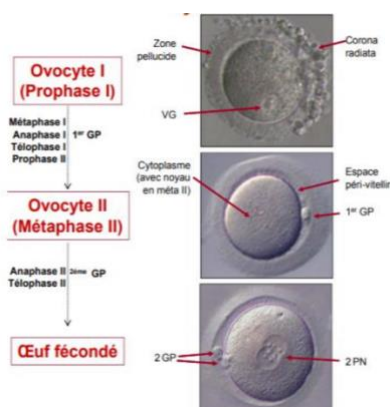 Ovocyte I
(Prophase I)
Métaphase I
Anaphase I
Télophase I
Prophase II
1er GP
Ovocyte II
(Métaphase II)
Anaphase II
Télophase II
2ème GP
Œuf fécondé
Zone
pellucide
Corona
radiata
VG
Cytoplasme
(avec noyau
en méta II)
Espace
péri-vitellin
1er GP
2 GP
2 PN